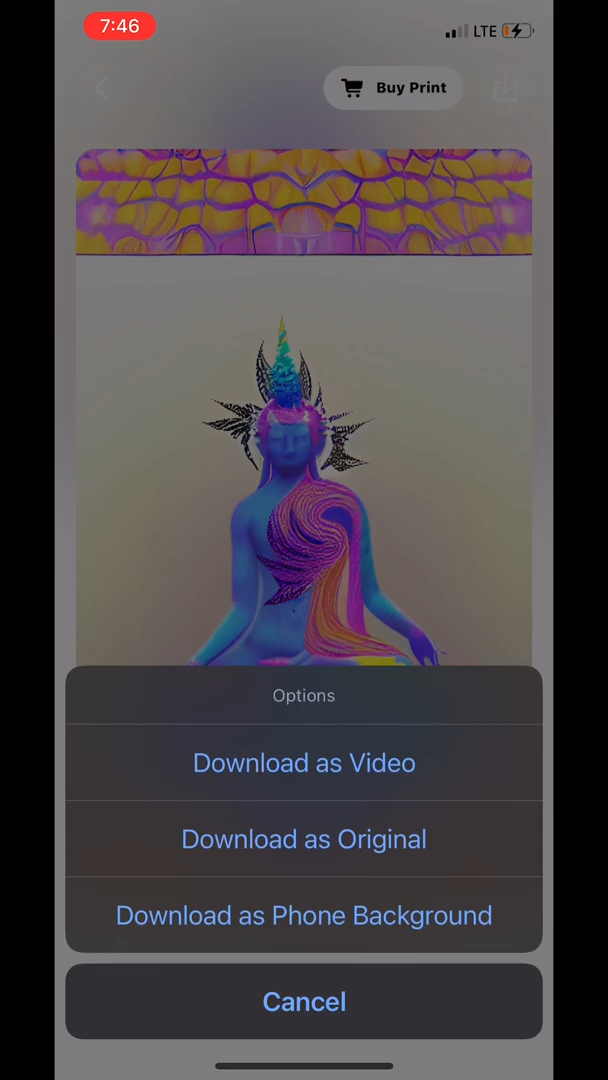 7:46
LTE
Buy Print
Options
Download as Video
Download as Original
Download as Phone Background
Cancel